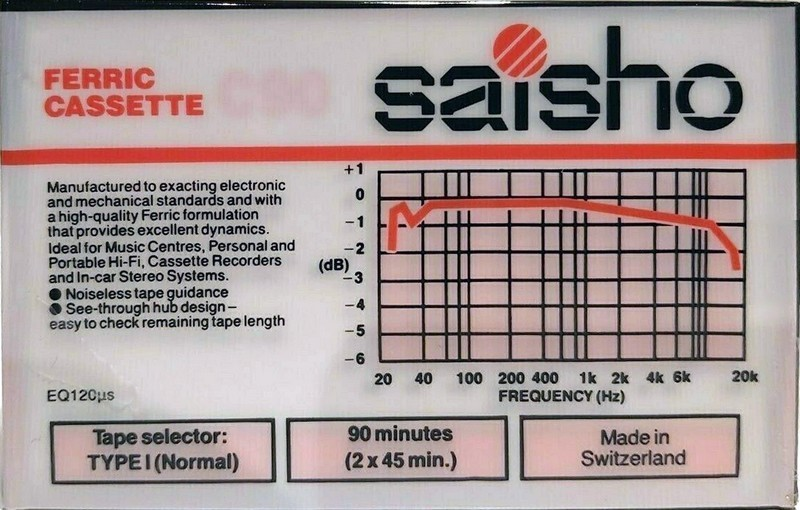 FERRIC
CASSETTE
C90
saisho
Manufactured to exacting electronic
and mechanical standards and with
a high-quality Ferric formulation
that provides excellent dynamics.
Ideal for Music Centres, Personal and
Portable Hi-Fi, Cassette Recorders
and In-car Stereo Systems.
● Noiseless tape guidance
● See-through hub design–
easy to check remaining tape length
EQ120µs
+1
0
–1
–2
(dB)
–3
–4
–5
–6
20 40 100 200 400 1k 2k 4k 6k 20k
FREQUENCY (Hz)
Tape selector:
TYPE I (Normal)
90 minutes
(2 x 45 min.)
Made in
Switzerland